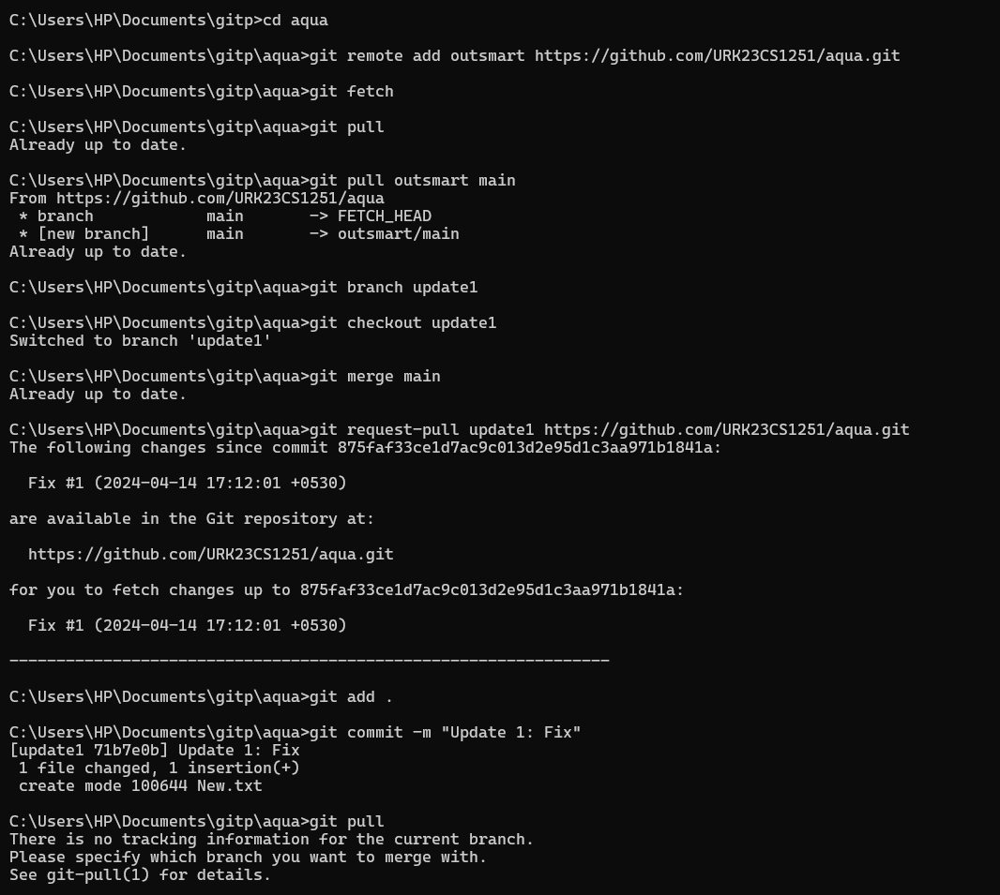 C:\Users\HP\Documents\gitp>cd aqua
C:\Users\HP\Documents\gitp\aqua>git remote add outsmart https://github.com/URK23CS1251/aqua.git
C:\Users\HP\Documents\gitp\aqua>git fetch
C:\Users\HP\Documents\gitp\aqua>git pull
Already up to date.
C:\Users\HP\Documents\gitp\aqua>git pull outsmart main
From https://github.com/URK23CS1251/aqua
 * branch            main       -> FETCH_HEAD
 * [new branch]      main       -> outsmart/main
Already up to date.
C:\Users\HP\Documents\gitp\aqua>git branch update1
C:\Users\HP\Documents\gitp\aqua>git checkout update1
Switched to branch 'update1'
C:\Users\HP\Documents\gitp\aqua>git merge main
Already up to date.
C:\Users\HP\Documents\gitp\aqua>git request-pull update1 https://github.com/URK23CS1251/aqua.git
The following changes since commit 875faf33ce1d7ac9c013d2e95d1c3aa971b1841a:
  Fix #1 (2024-04-14 17:12:01 +0530)
are available in the Git repository at:
  https://github.com/URK23CS1251/aqua.git
for you to fetch changes up to 875faf33ce1d7ac9c013d2e95d1c3aa971b1841a:
  Fix #1 (2024-04-14 17:12:01 +0530)
----------------------------------------------------------------
C:\Users\HP\Documents\gitp\aqua>git add .
C:\Users\HP\Documents\gitp\aqua>git commit -m "Update 1: Fix"
[update1 71b7e0b] Update 1: Fix
 1 file changed, 1 insertion(+)
 create mode 100644 New.txt
C:\Users\HP\Documents\gitp\aqua>git pull
There is no tracking information for the current branch.
Please specify which branch you want to merge with.
See git-pull(1) for details.